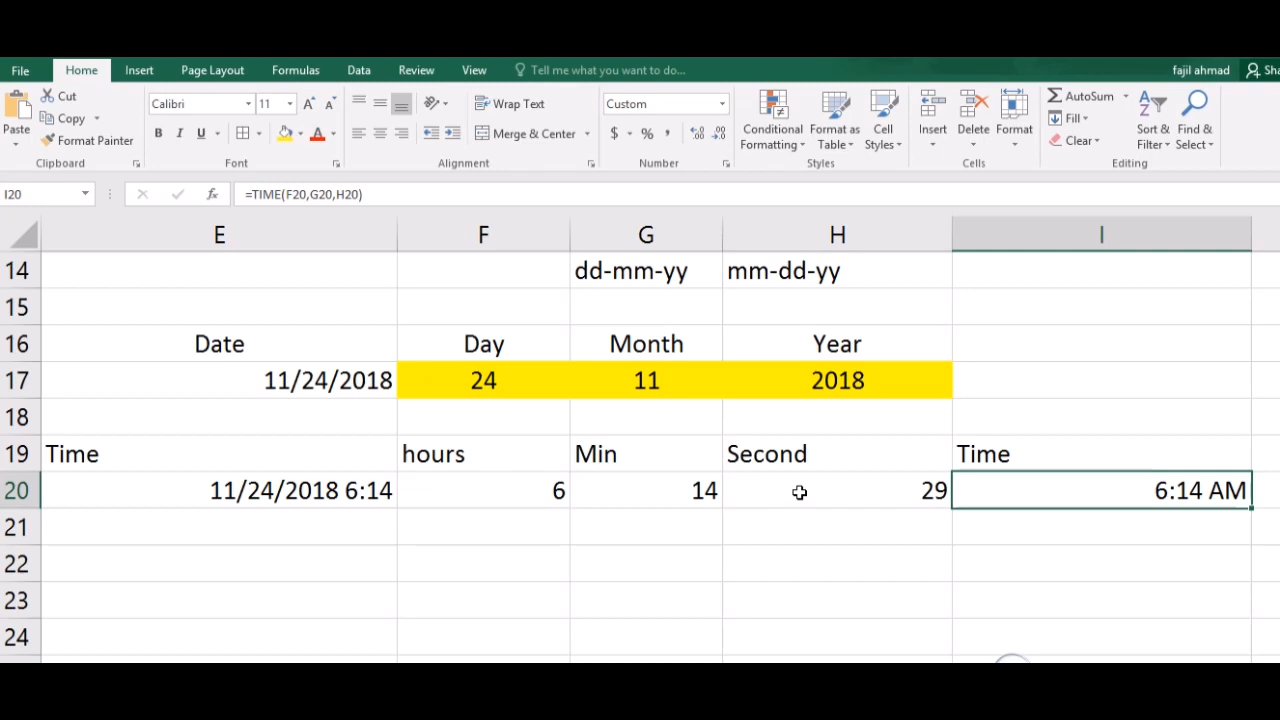 File Home Insert Page Layout Formulas Data Review View Tell me what you want to do... fajil ahmad
Cut Calibri 11 A A Wrap Text Custom AutoSum
Paste Copy Conditional Format as Cell Insert Delete Format Fill Sort & Find &
Format Painter B I U A Merge & Center $ % , Formatting Table Styles Clear Filter Select
Clipboard Font Alignment Number Styles Cells Editing
I20 fx =TIME(F20,G20,H20)
E F G H I
14 dd-mm-yy mm-dd-yy
15
16 Date Day Month Year
17 11/24/2018 24 11 2018
18
19 Time hours Min Second Time
20 11/24/2018 6:14 6 14 29 6:14 AM
21
22
23
24